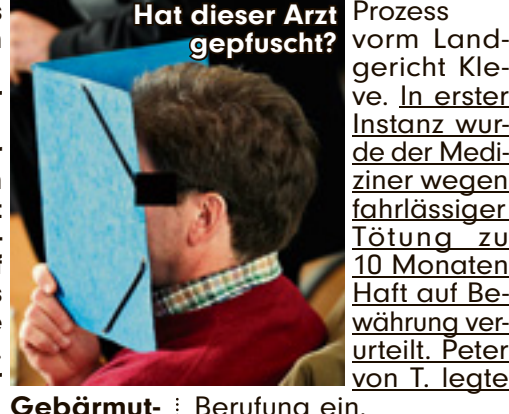 Hat dieser Arzt
gepfuscht?
Prozess
vorm Land-
gericht Kle-
ve. In erster
Instanz wur-
de der Medi-
ziner wegen
fahrlässiger
Tötung zu
10 Monaten
Haft auf Be-
währung ver-
urteilt. Peter
von T. legte
Gebärmut-
Berufung ein.